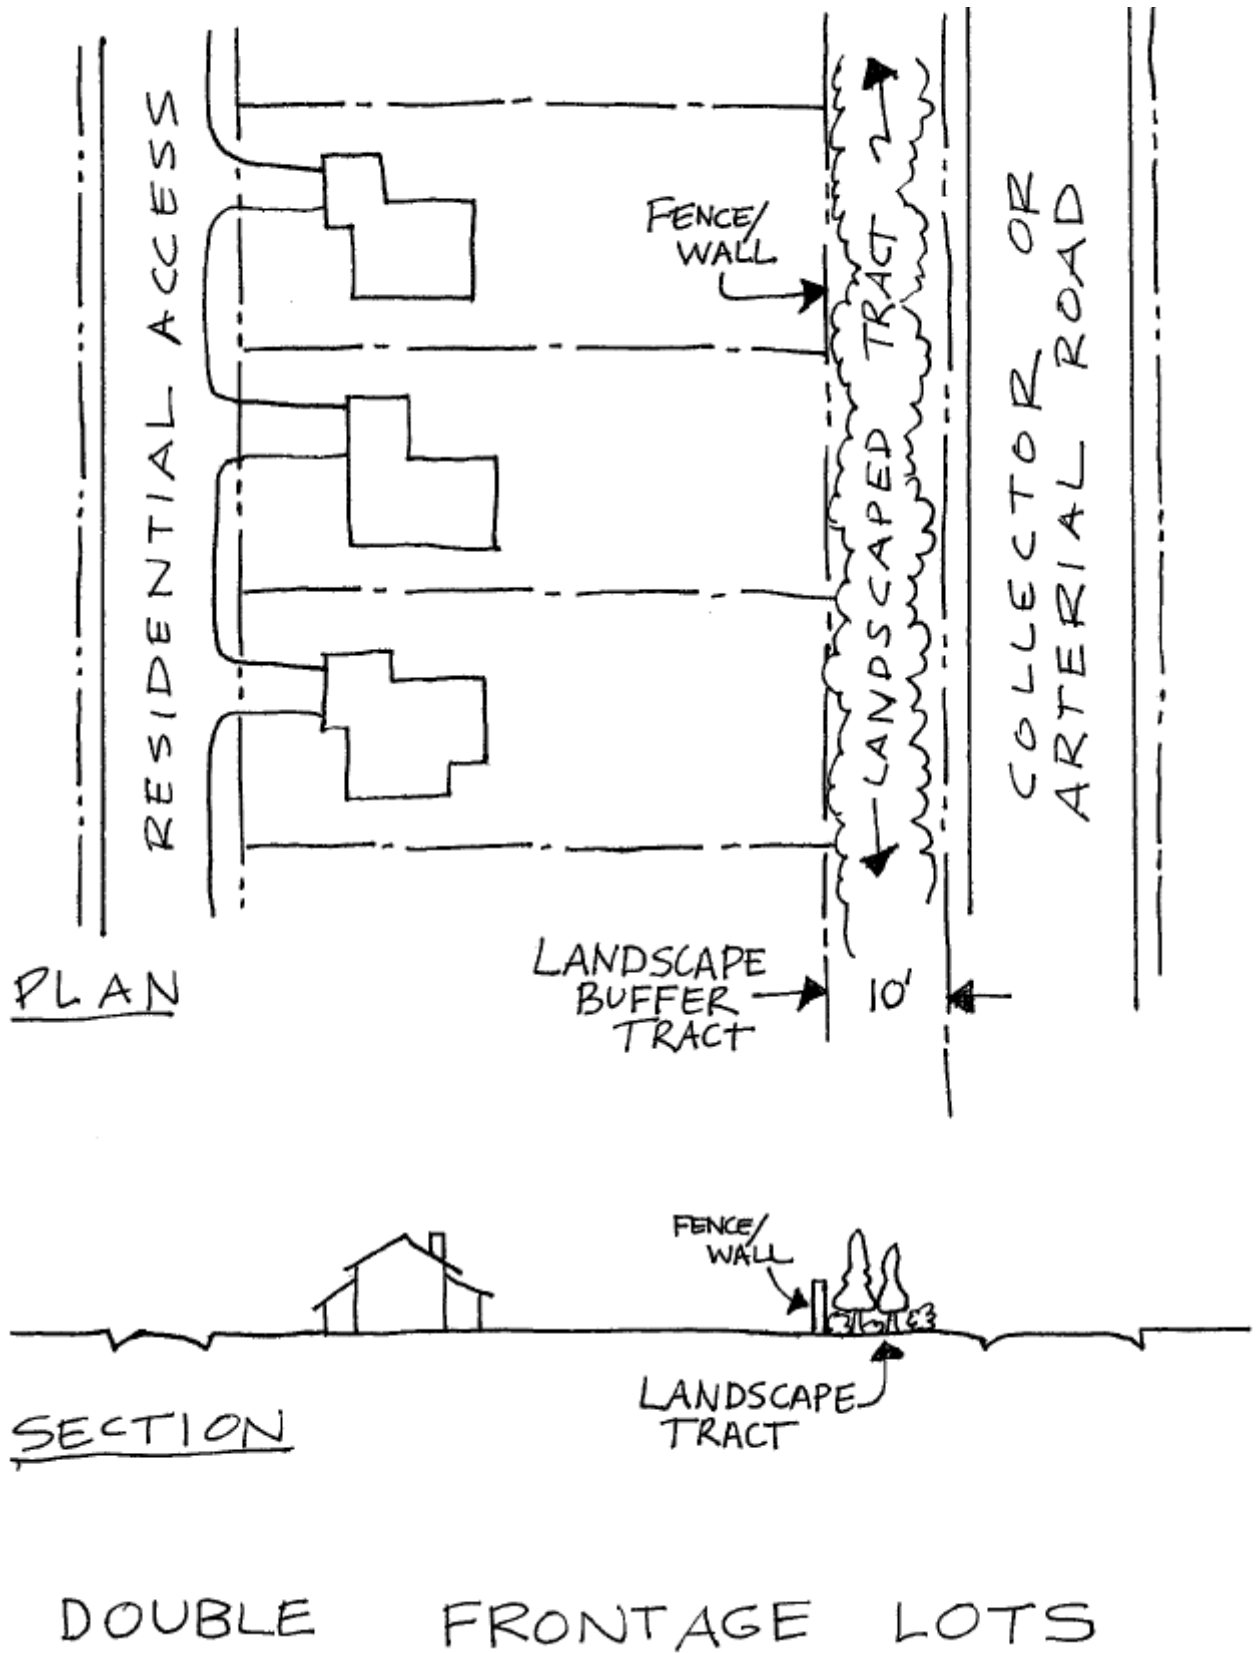 RESIDENTIAL ACCESS
FENCE/
WALL
LANDSCAPED TRACT
COLLECTOR OR
ARTERIAL ROAD
LANDSCAPE
BUFFER
TRACT
10'
PLAN
FENCE/
WALL
LANDSCAPE
TRACT
SECTION
DOUBLE FRONTAGE LOTS